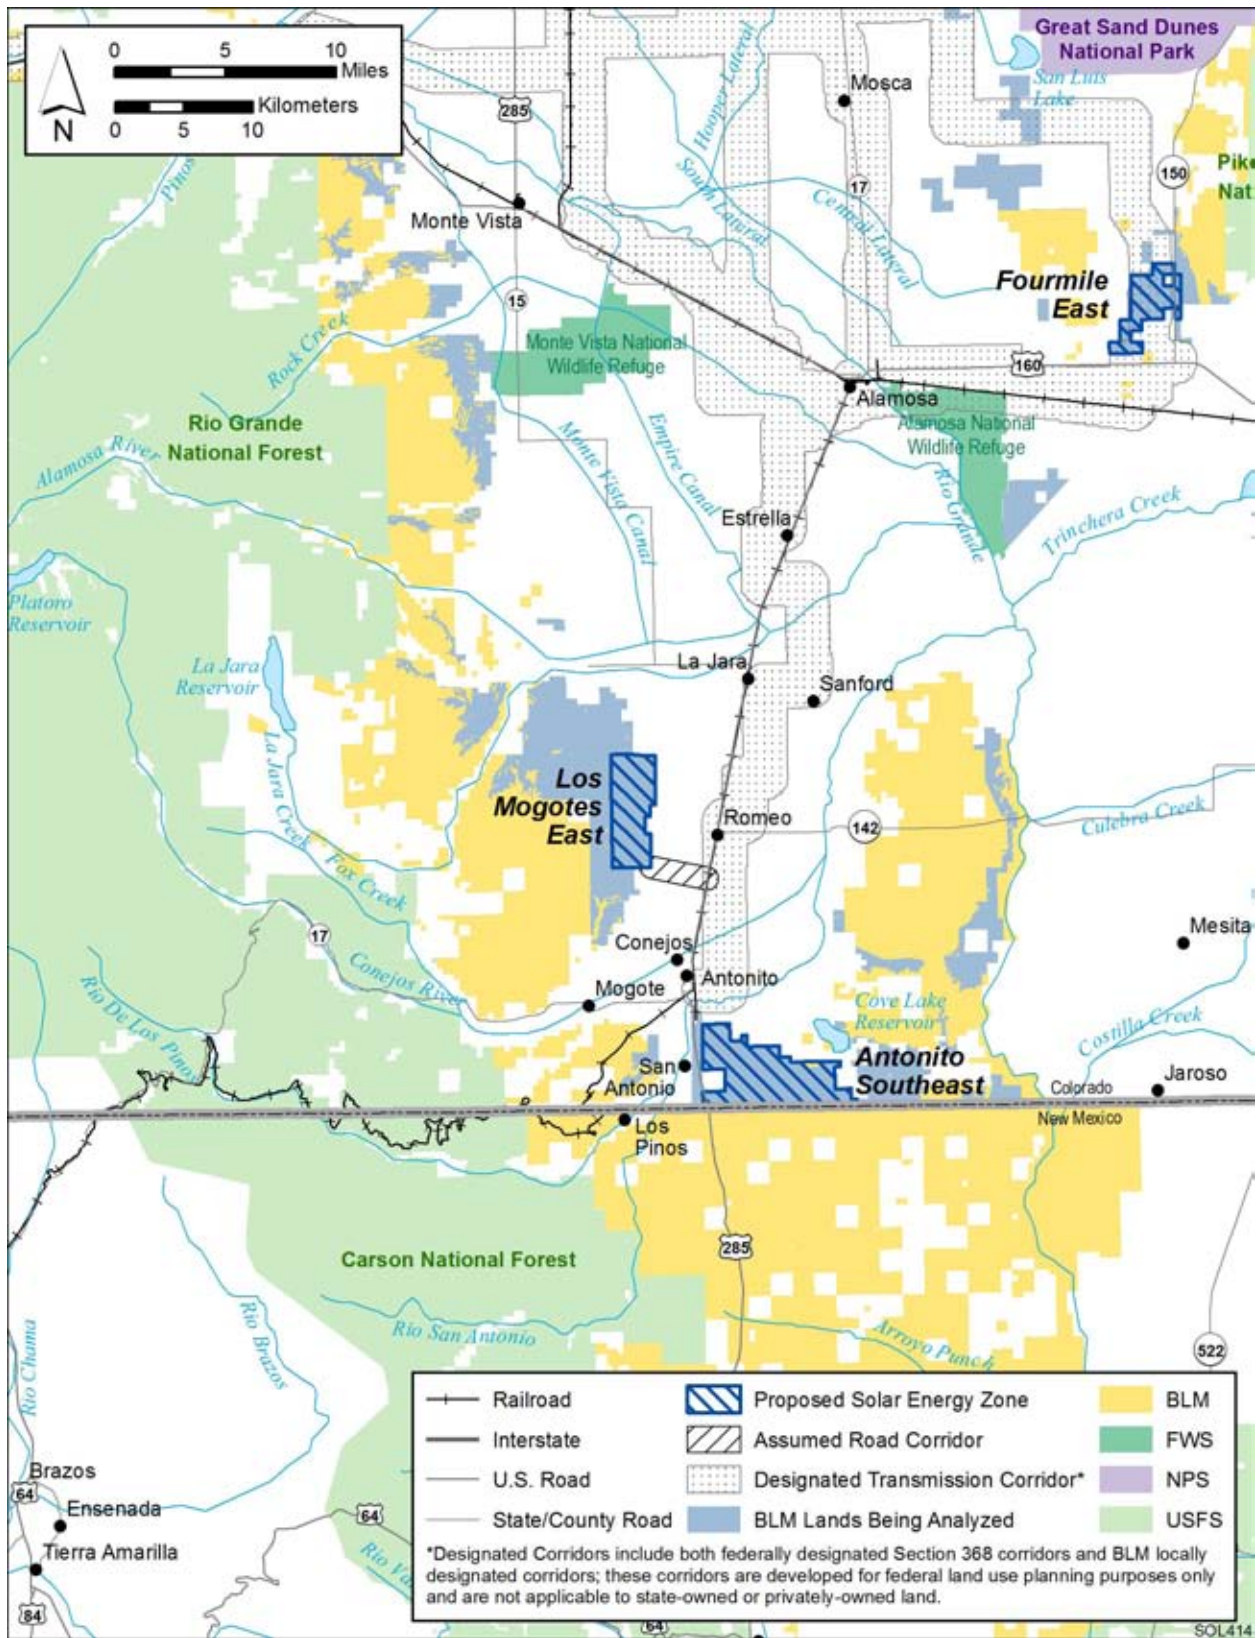 0 5 10
Miles
Kilometers
0 5 10
N
Great Sand Dunes
National Park
San Luis
Lake
Mosca
285
Hooper Lateral
South Lateral
17
Central Lateral
150
Pike
Nat
Pinos
Monte Vista
15
Rock Creek
Monte Vista National
Wildlife Refuge
Fourmile
East
160
Alamosa
Alamosa National
Wildlife Refuge
Rio Grande
National Forest
Alamosa River
Monte Vista Canal
Empire Canal
Rio Grande
Trinchera Creek
Estrella
Platoro
Reservoir
La Jara
Reservoir
La Jara
Sanford
La Jara Creek
Los
Mogotes
East
Romeo
142
Culebra Creek
Fox Creek
17
Conejos River
Conejos
Antonito
Mogote
Mesita
Cove Lake
Reservoir
Costilla Creek
Rio De Los Pinos
San
Antonio
Antonito
Southeast
Colorado
Jaroso
New Mexico
Los
Pinos
285
Carson National Forest
Rio San Antonio
Rio Brazos
Rio Chama
Arroyo Punch
522
Brazos
64
Ensenada
Tierra Amarilla
84
64
64
Railroad
Interstate
U.S. Road
State/County Road
Proposed Solar Energy Zone
Assumed Road Corridor
Designated Transmission Corridor*
BLM Lands Being Analyzed
BLM
FWS
NPS
USFS
*Designated Corridors include both federally designated Section 368 corridors and BLM locally
designated corridors; these corridors are developed for federal land use planning purposes only
and are not applicable to state-owned or privately-owned land.
SOL414